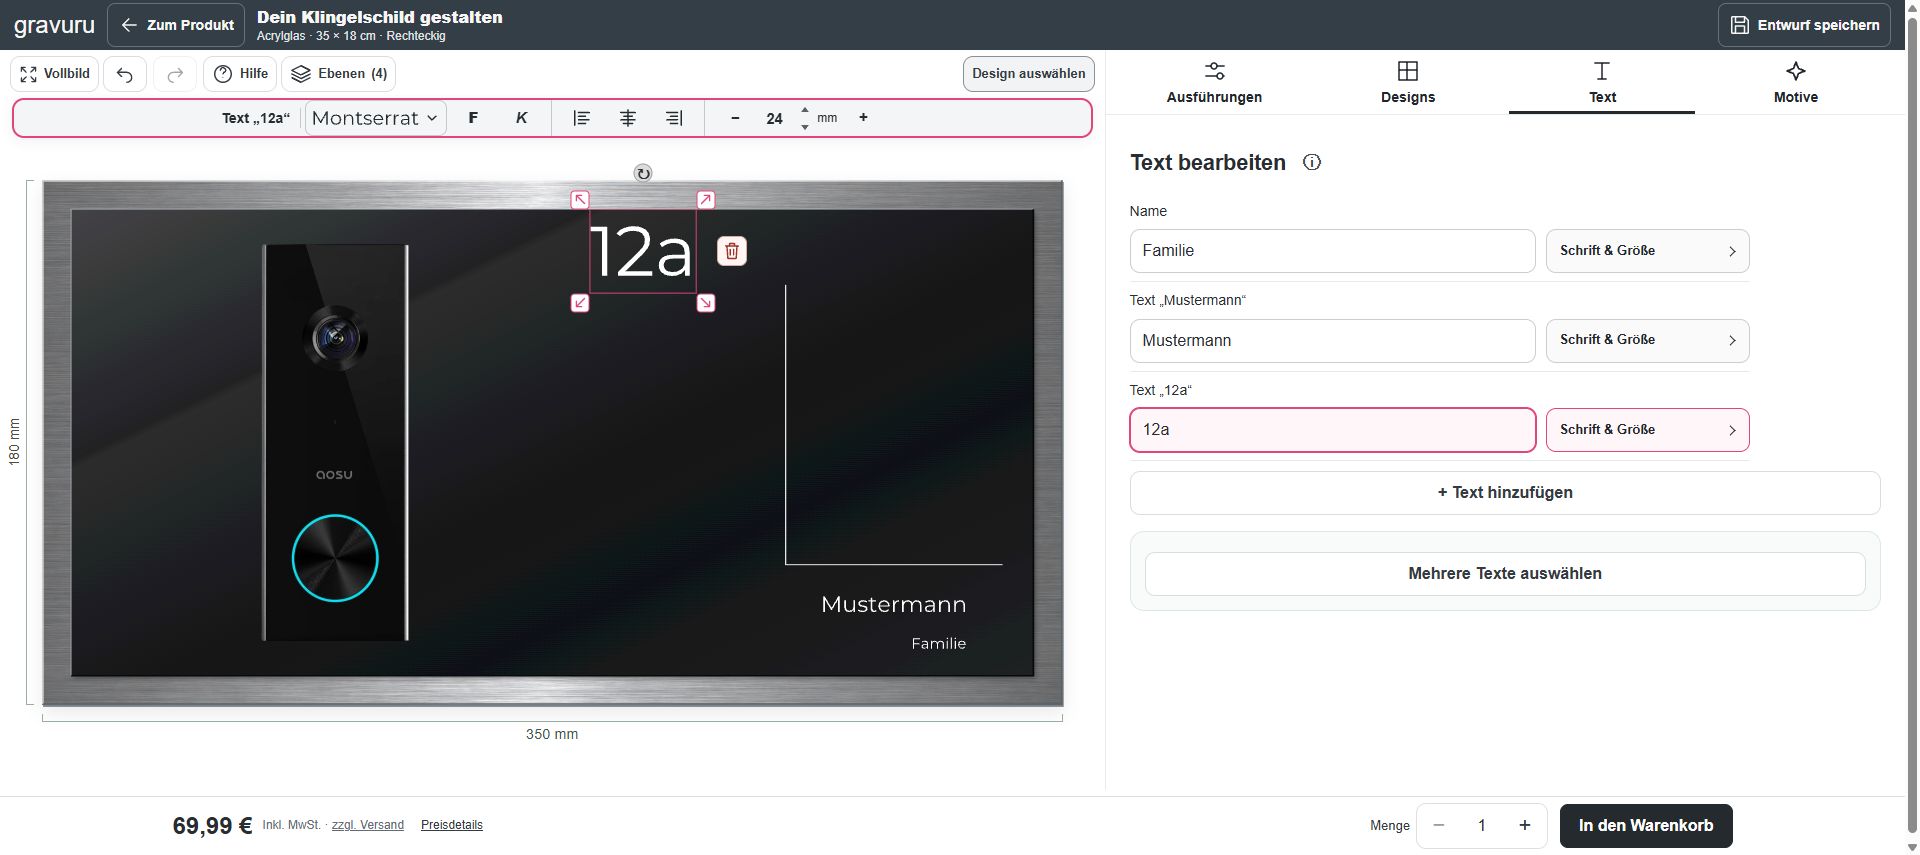 gravuru
Zum Produkt
Dein Klingelschild gestalten
Acrylglas · 35 × 18 cm · Rechteckig
Entwurf speichern
Vollbild
Hilfe
Ebenen (4)
Design auswählen
Ausführungen
Designs
Text
Motive
Text „12a“
Montserrat
F
K
− 24 mm +
Text bearbeiten
Name
Familie
Schrift & Größe
Text „Mustermann“
Mustermann
Schrift & Größe
Text „12a“
12a
Schrift & Größe
+ Text hinzufügen
Mehrere Texte auswählen
12a
aosu
Mustermann
Familie
180 mm
350 mm
69,99 €
Inkl. MwSt. · zzgl. Versand
Preisdetails
Menge
− 1 +
In den Warenkorb